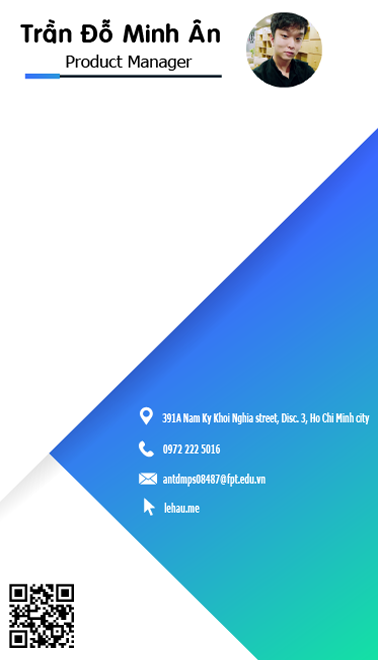 Trần Đỗ Minh Ân
Product Manager
391A Nam Ky Khoi Nghia street, Disc. 3, Ho Chi Minh city
0972 222 5016
antdmps08487@fpt.edu.vn
lehau.me